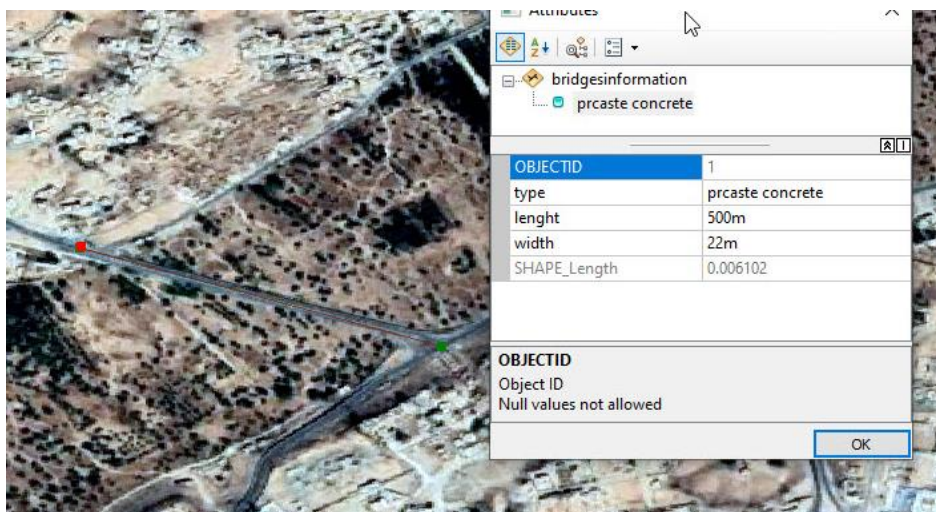 Attributes
bridgesinformation
prcaste concrete
OBJECTID 1
type prcaste concrete
lenght 500m
width 22m
SHAPE_Length 0.006102
OBJECTID
Object ID
Null values not allowed
OK